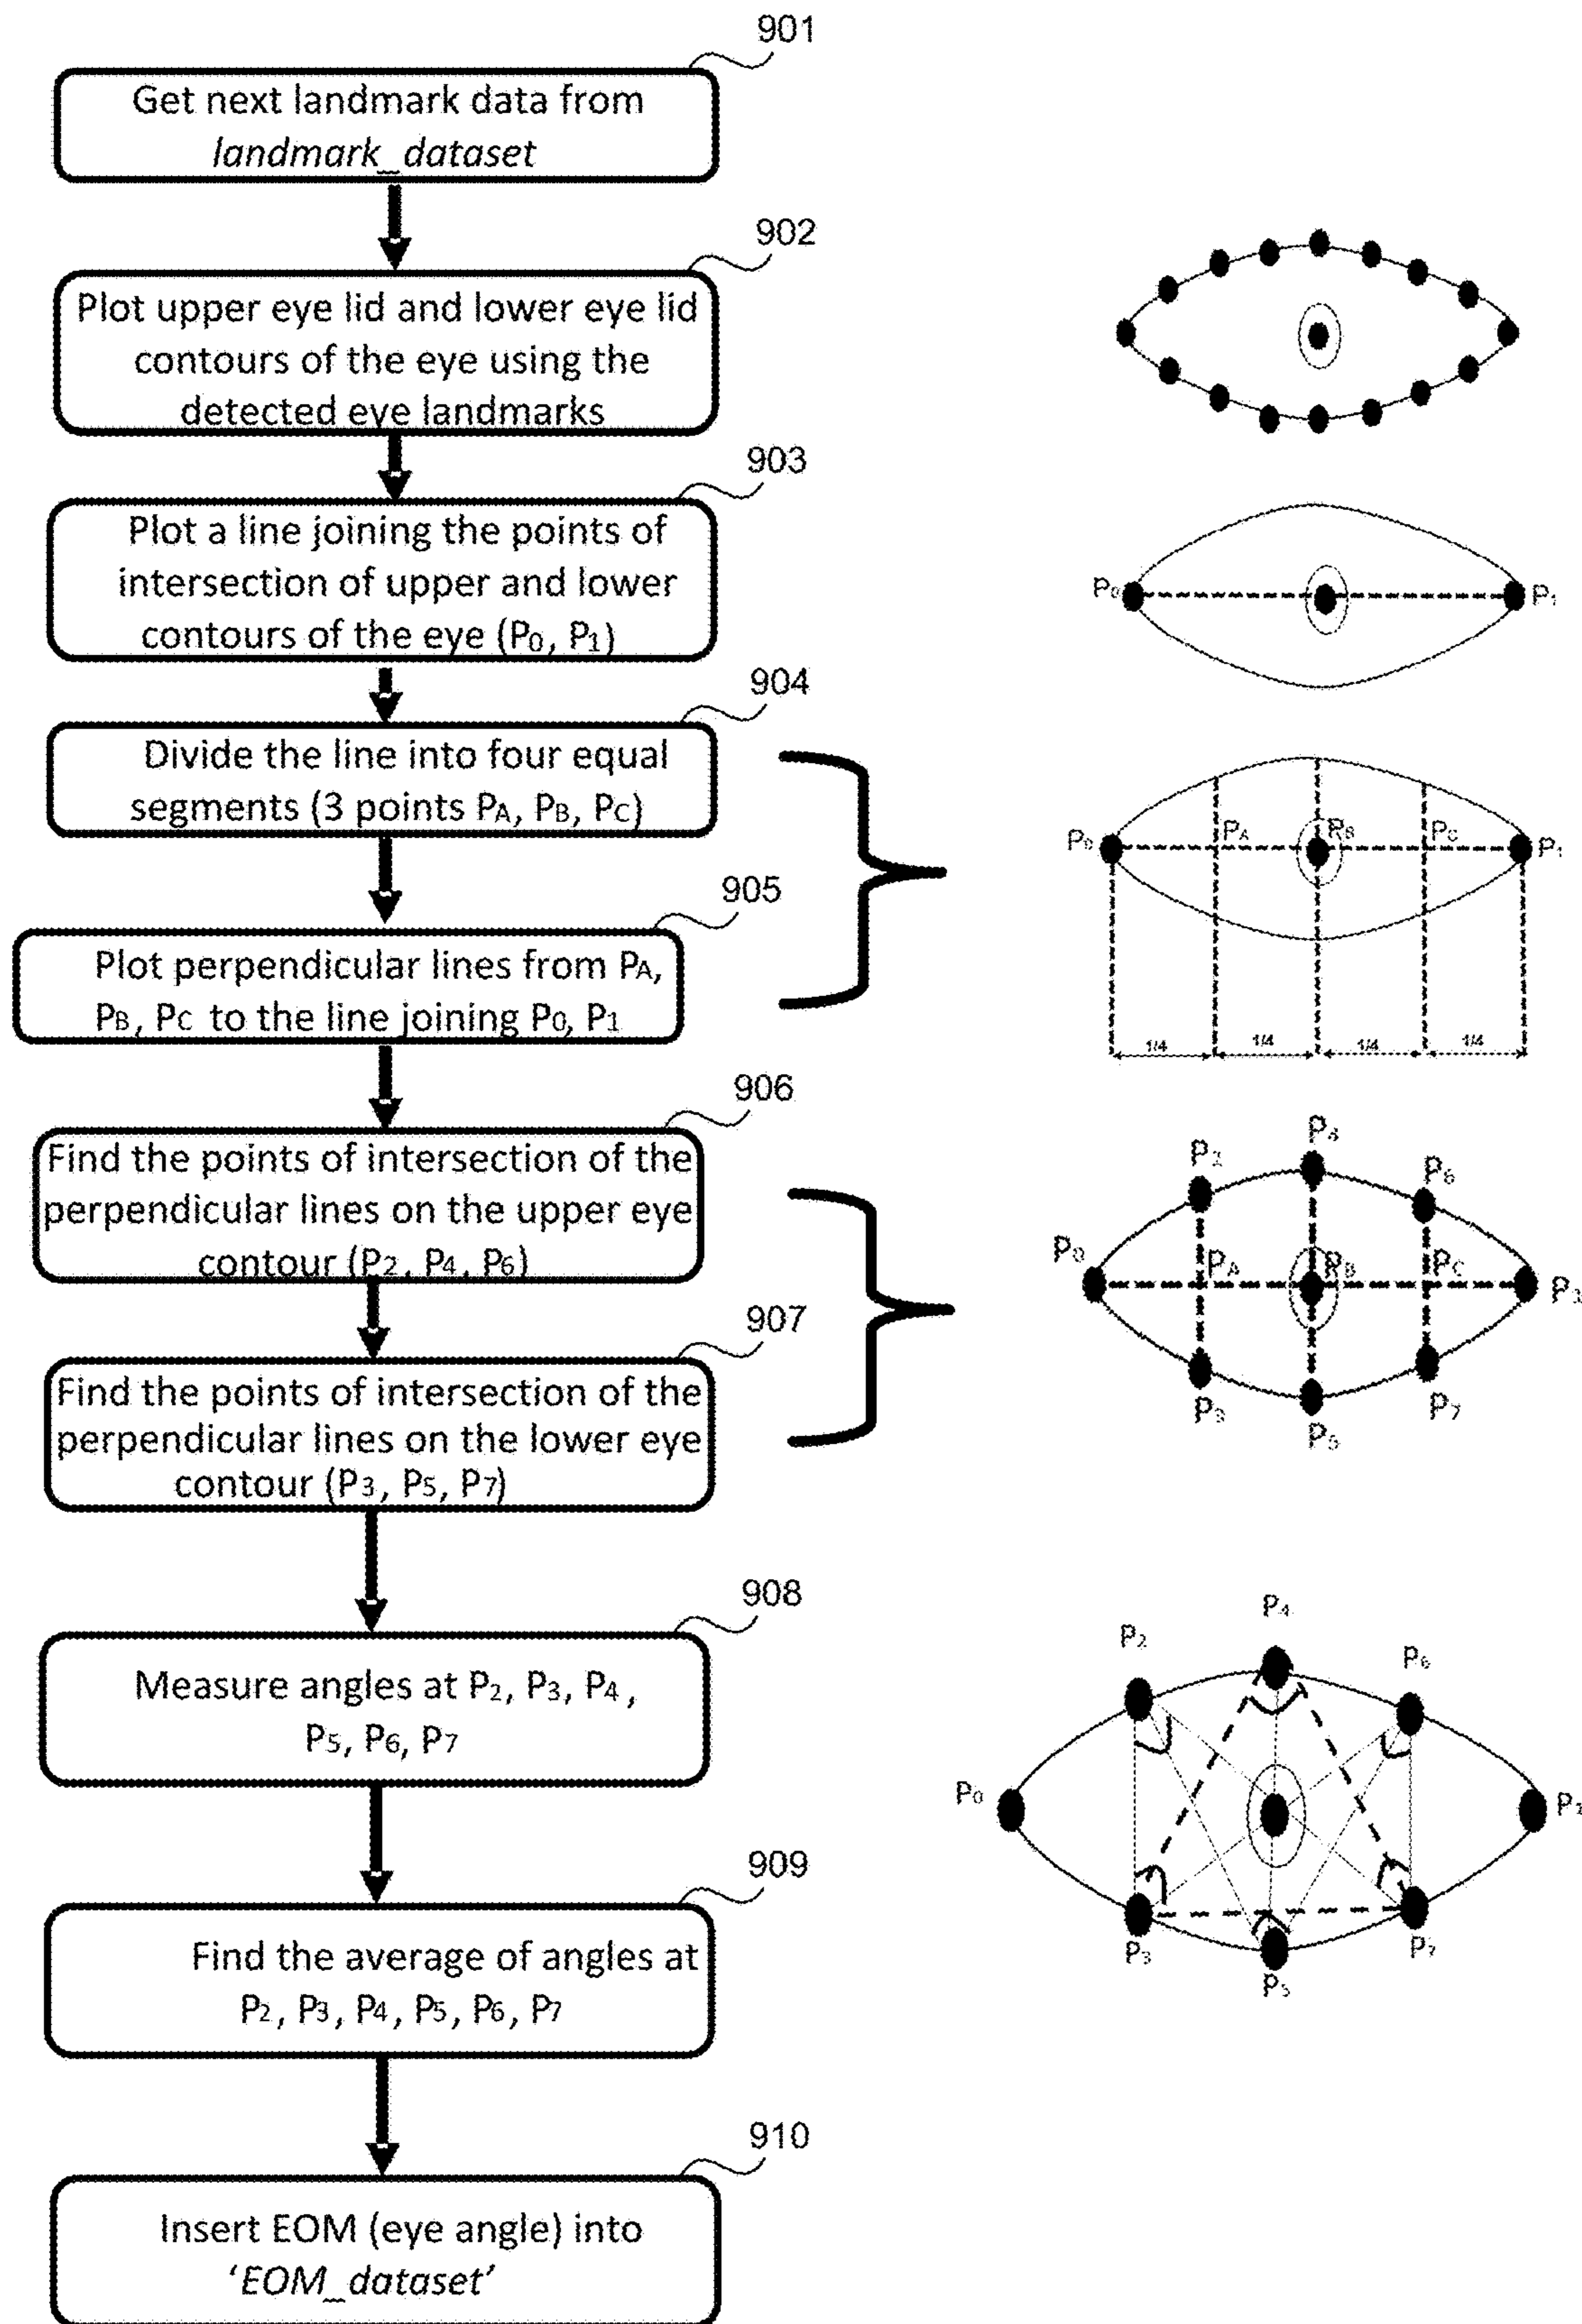 901
Get next landmark data from
landmark_dataset
902
Plot upper eye lid and lower eye lid
contours of the eye using the
detected eye landmarks
903
Plot a line joining the points of
intersection of upper and lower
contours of the eye (P0, P1)
P0
P1
904
Divide the line into four equal
segments (3 points PA, PB, PC)
905
Plot perpendicular lines from PA,
PB, PC to the line joining P0, P1
P0
PA
PB
PC
P1
1/4
1/4
1/4
1/4
906
Find the points of intersection of the
perpendicular lines on the upper eye
contour (P2, P4, P6)
907
Find the points of intersection of the
perpendicular lines on the lower eye
contour (P3, P5, P7)
P2
P4
P6
P0
PA
PB
PC
P1
P3
P5
P7
908
Measure angles at P2, P3, P4,
P5, P6, P7
P2
P4
P6
P0
P1
P3
P5
P7
909
Find the average of angles at
P2, P3, P4, P5, P6, P7
910
Insert EOM (eye angle) into
‘EOM_dataset’